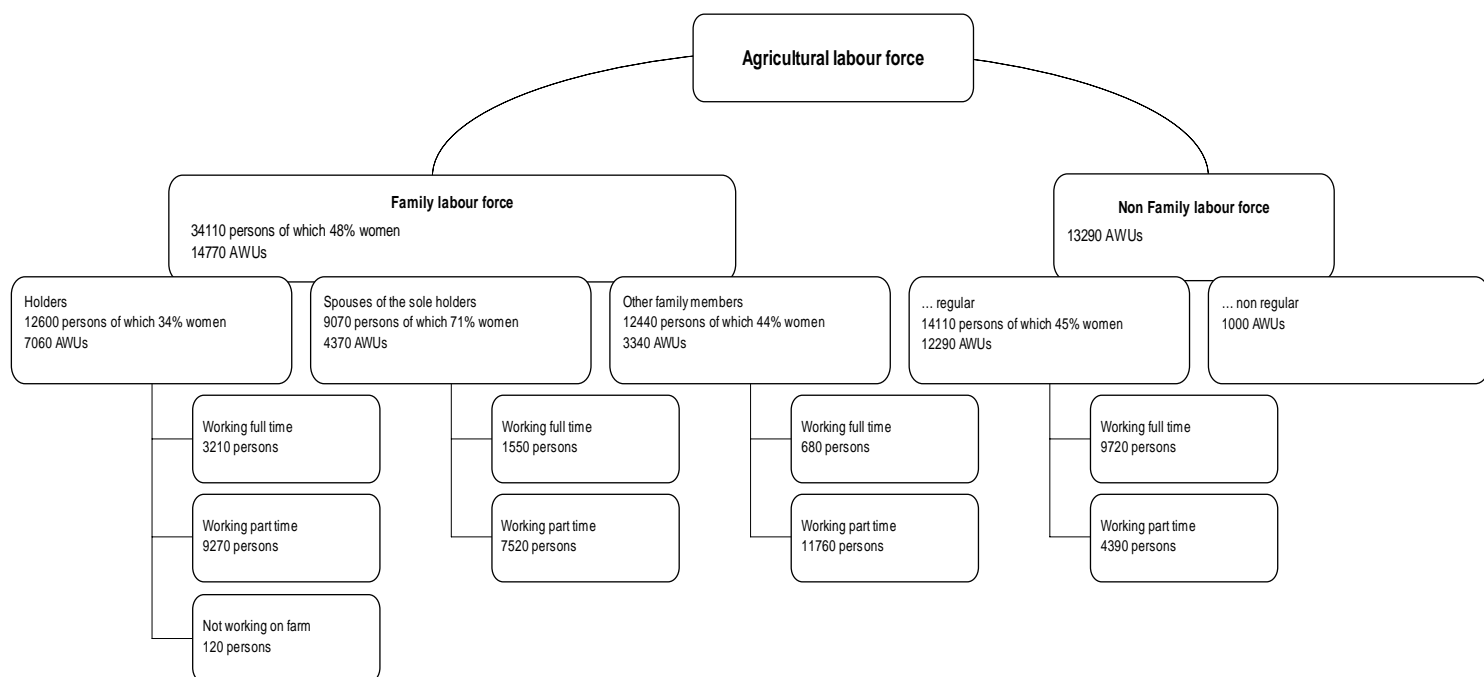 Agricultural labour force
Family labour force
34110 persons of which 48% women
14770 AWUs
Non Family labour force
13290 AWUs
Holders
12600 persons of which 34% women
7060 AWUs
Spouses of the sole holders
9070 persons of which 71% women
4370 AWUs
Other family members
12440 persons of which 44% women
3340 AWUs
... regular
14110 persons of which 45% women
12290 AWUs
... non regular
1000 AWUs
Working full time
3210 persons
Working full time
1550 persons
Working full time
680 persons
Working full time
9720 persons
Working part time
9270 persons
Working part time
7520 persons
Working part time
11760 persons
Working part time
4390 persons
Not working on farm
120 persons